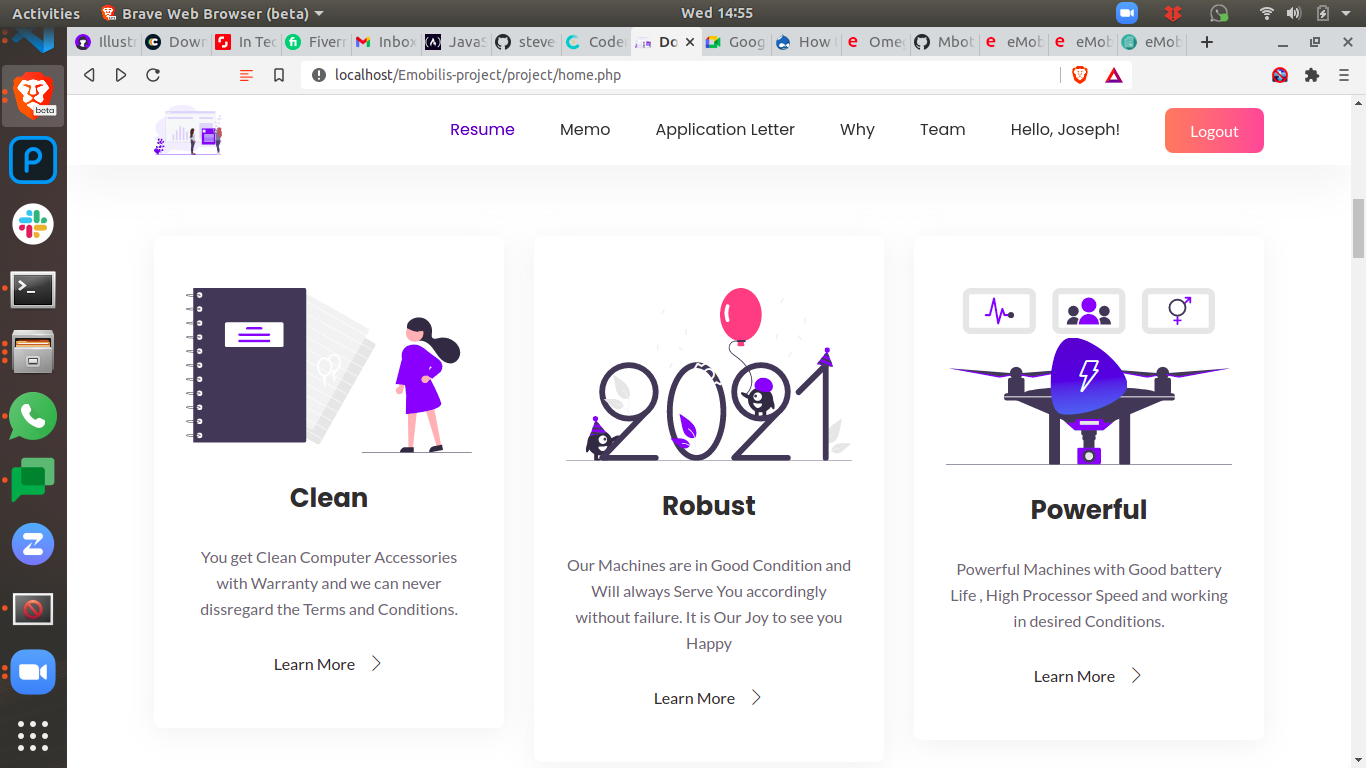 Activities
Brave Web Browser (beta)
Wed 14:55
Illustr
Down
In Tec
Fiverr
Inbox
JavaS
steve
Coder
Do
Goog
How t
Omeg
Mbot
eMob
eMob
eMob
localhost/Emobilis-project/project/home.php
beta
Resume
Memo
Application Letter
Why
Team
Hello, Joseph!
Logout
2021
Clean
You get Clean Computer Accessories
with Warranty and we can never
dissregard the Terms and Conditions.
Learn More
Robust
Our Machines are in Good Condition and
Will always Serve You accordingly
without failure. It is Our Joy to see you
Happy
Learn More
Powerful
Powerful Machines with Good battery
Life , High Processor Speed and working
in desired Conditions.
Learn More